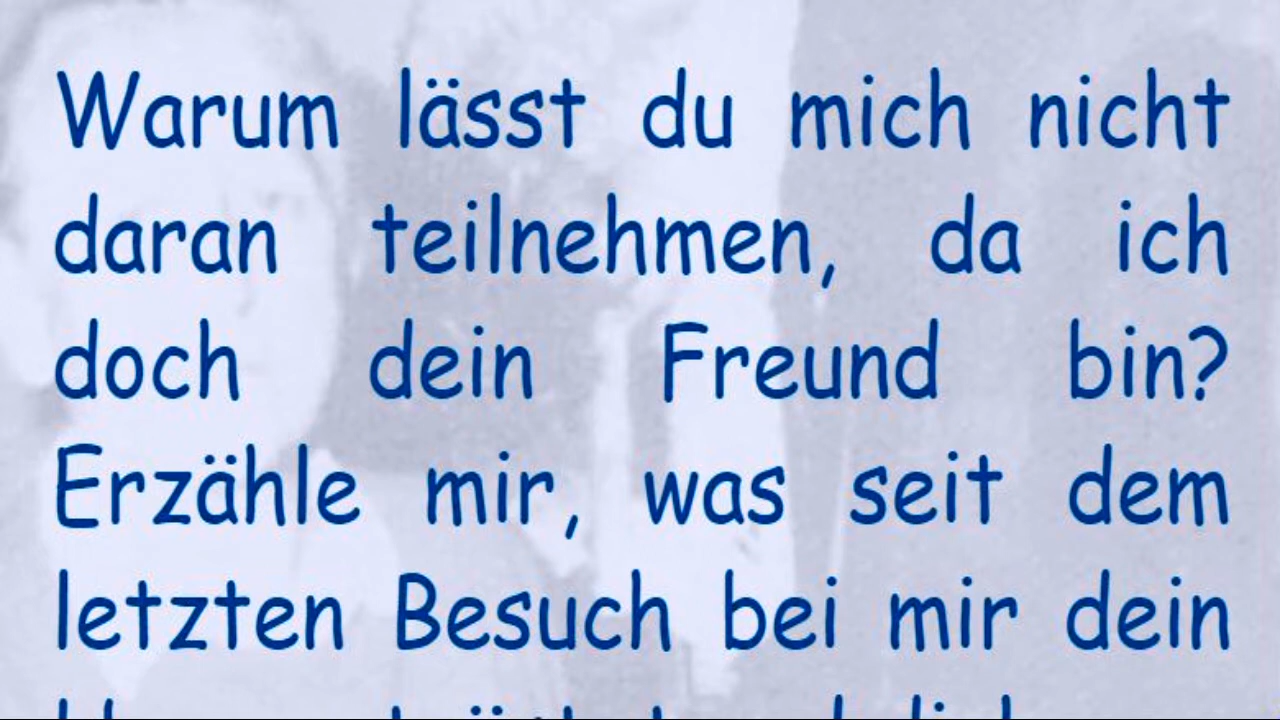 Warum lässt du mich nicht
daran teilnehmen, da ich
doch dein Freund bin?
Erzähle mir, was seit dem
letzten Besuch bei mir dein